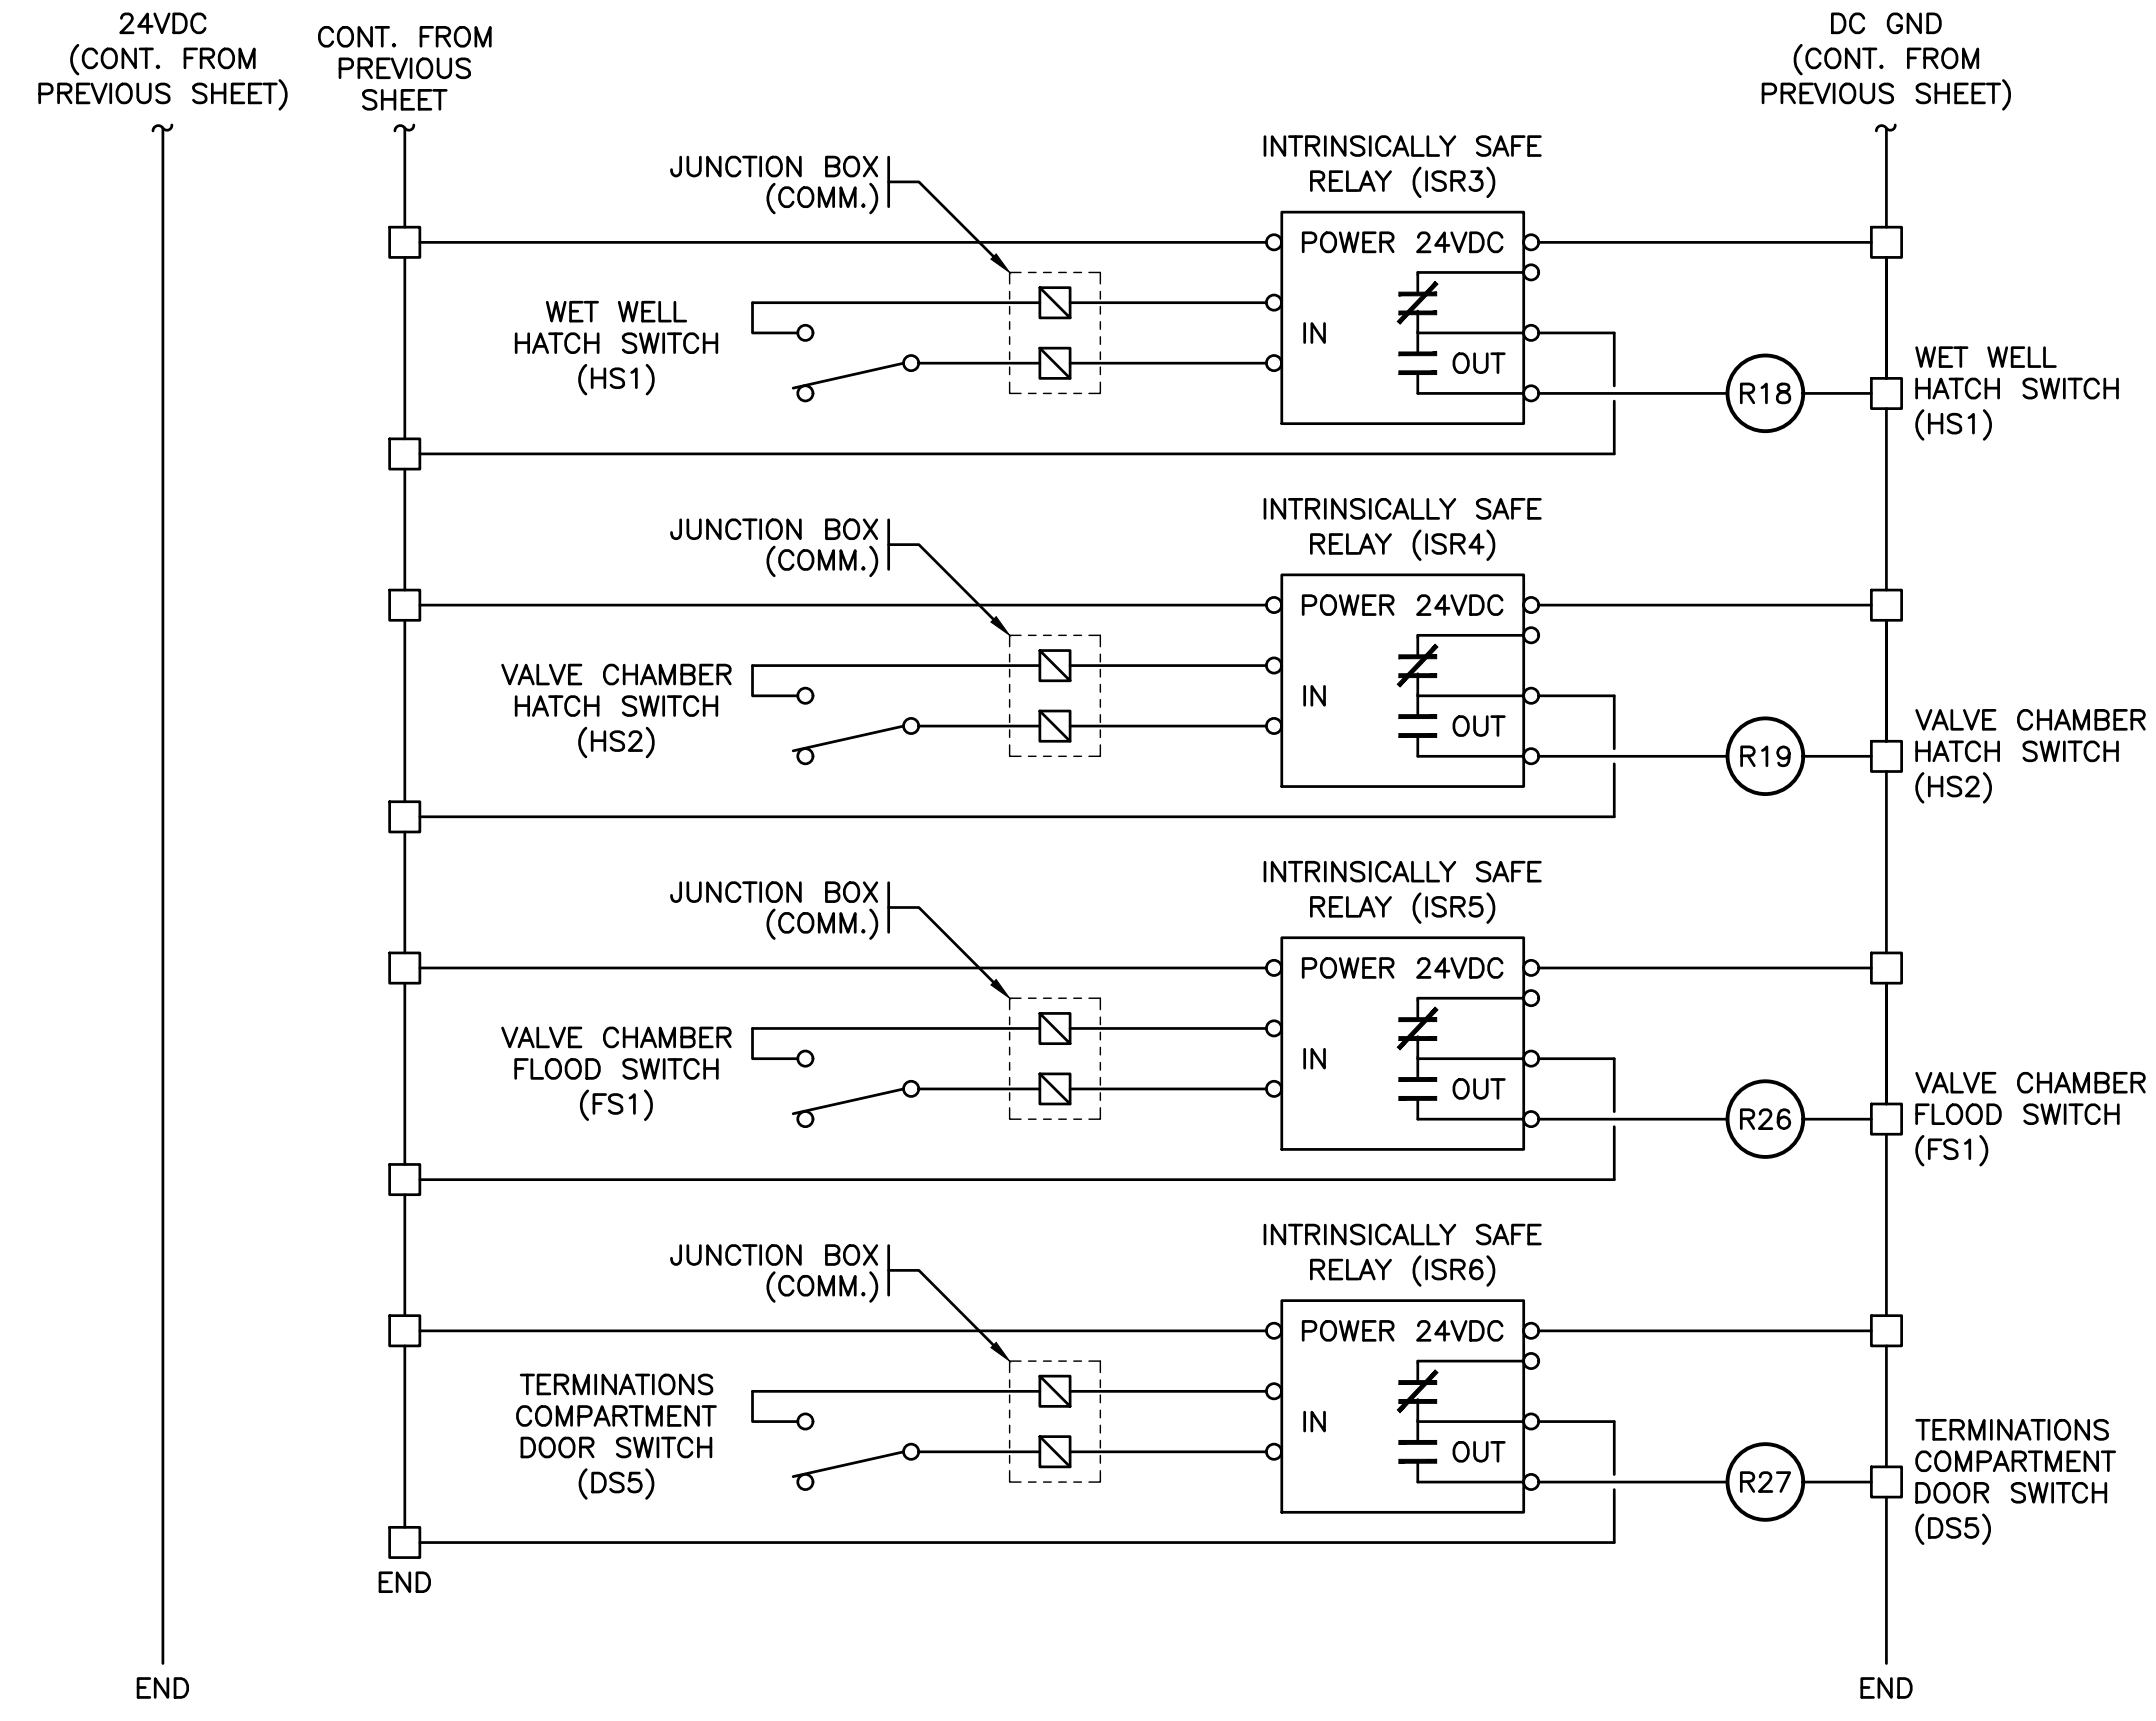 24VDC
(CONT. FROM
PREVIOUS SHEET)
CONT. FROM
PREVIOUS
SHEET
DC GND
(CONT. FROM
PREVIOUS SHEET)
JUNCTION BOX
(COMM.)
INTRINSICALLY SAFE
RELAY (ISR3)
POWER 24VDC
WET WELL
HATCH SWITCH
(HS1)
IN
OUT
R18
WET WELL
HATCH SWITCH
(HS1)
JUNCTION BOX
(COMM.)
INTRINSICALLY SAFE
RELAY (ISR4)
POWER 24VDC
VALVE CHAMBER
HATCH SWITCH
(HS2)
IN
OUT
R19
VALVE CHAMBER
HATCH SWITCH
(HS2)
JUNCTION BOX
(COMM.)
INTRINSICALLY SAFE
RELAY (ISR5)
POWER 24VDC
VALVE CHAMBER
FLOOD SWITCH
(FS1)
IN
OUT
R26
VALVE CHAMBER
FLOOD SWITCH
(FS1)
JUNCTION BOX
(COMM.)
INTRINSICALLY SAFE
RELAY (ISR6)
POWER 24VDC
TERMINATIONS
COMPARTMENT
DOOR SWITCH
(DS5)
IN
OUT
R27
TERMINATIONS
COMPARTMENT
DOOR SWITCH
(DS5)
END
END
END